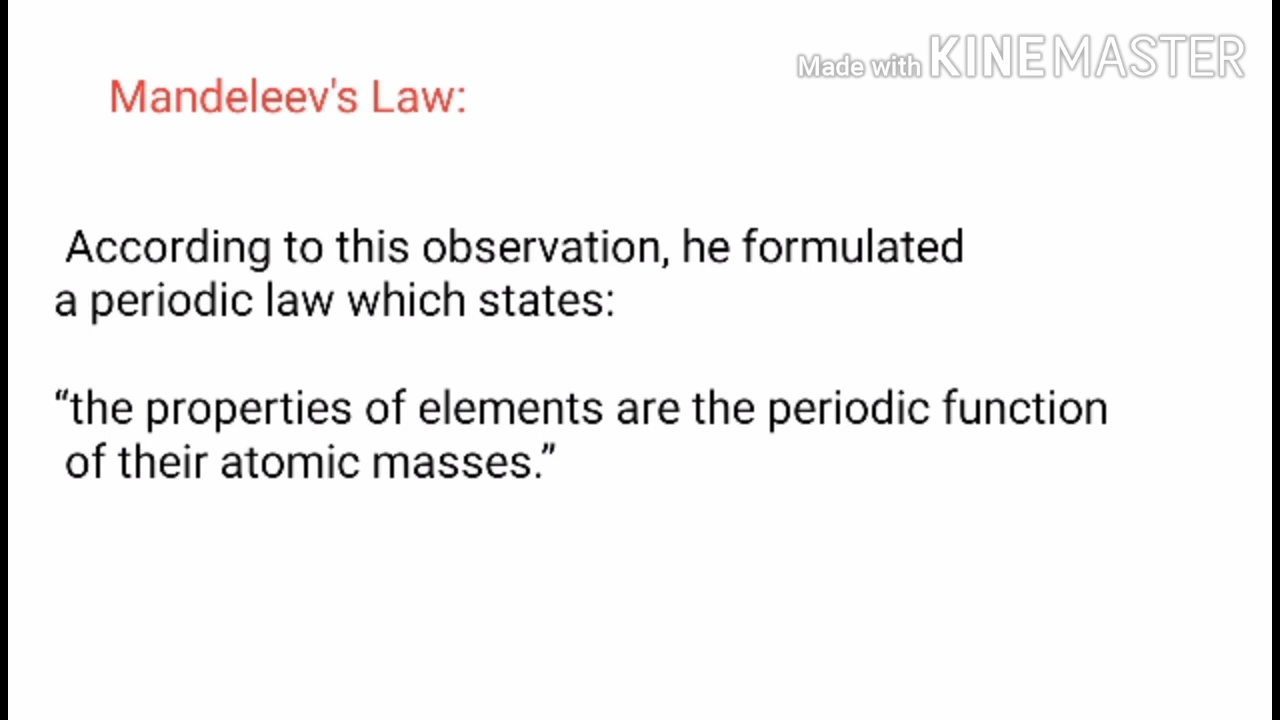 Made with KINEMASTER
Mandeleev's Law:
According to this observation, he formulated
a periodic law which states:
“the properties of elements are the periodic function
of their atomic masses.”